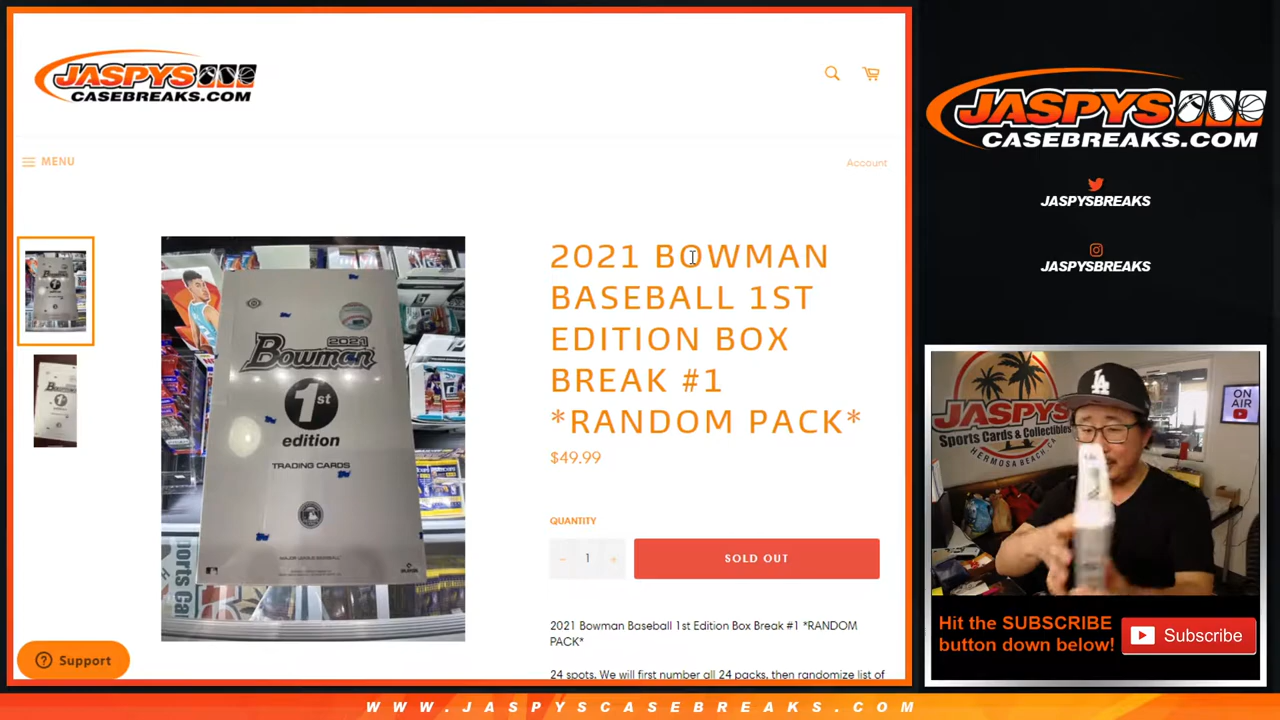 JASPYS
CASEBREAKS.COM
MENU
Account
2021 BOWMAN
BASEBALL 1ST
EDITION BOX
BREAK #1
*RANDOM PACK*
$49.99
QUANTITY
− 1 +
SOLD OUT
2021 Bowman Baseball 1st Edition Box Break #1 *RANDOM
PACK*
24 spots. We will first number all 24 packs, then randomize list of
Support
2021
Bowman
1st
edition
TRADING CARDS
JASPYS
CASEBREAKS.COM
JASPYSBREAKS
JASPYSBREAKS
JASPYS
Sports Cards & Collectibles
HERMOSA BEACH, CA
LA
ON
AIR
Hit the SUBSCRIBE
button down below!
Subscribe
WWW.JASPYSCASEBREAKS.COM